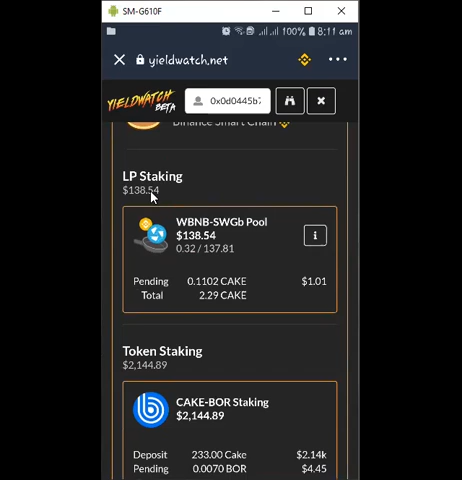 SM-G610F
100% 8:11 am
yieldwatch.net
YIELDWATCH
BETA
0x0d0445b7
Binance Smart Chain
LP Staking
$138.54
WBNB-SWGb Pool
$138.54
0.32 / 137.81
Pending 0.1102 CAKE $1.01
Total 2.29 CAKE
Token Staking
$2,144.89
CAKE-BOR Staking
$2,144.89
Deposit 233.00 Cake $2.14k
Pending 0.0070 BOR $4.45